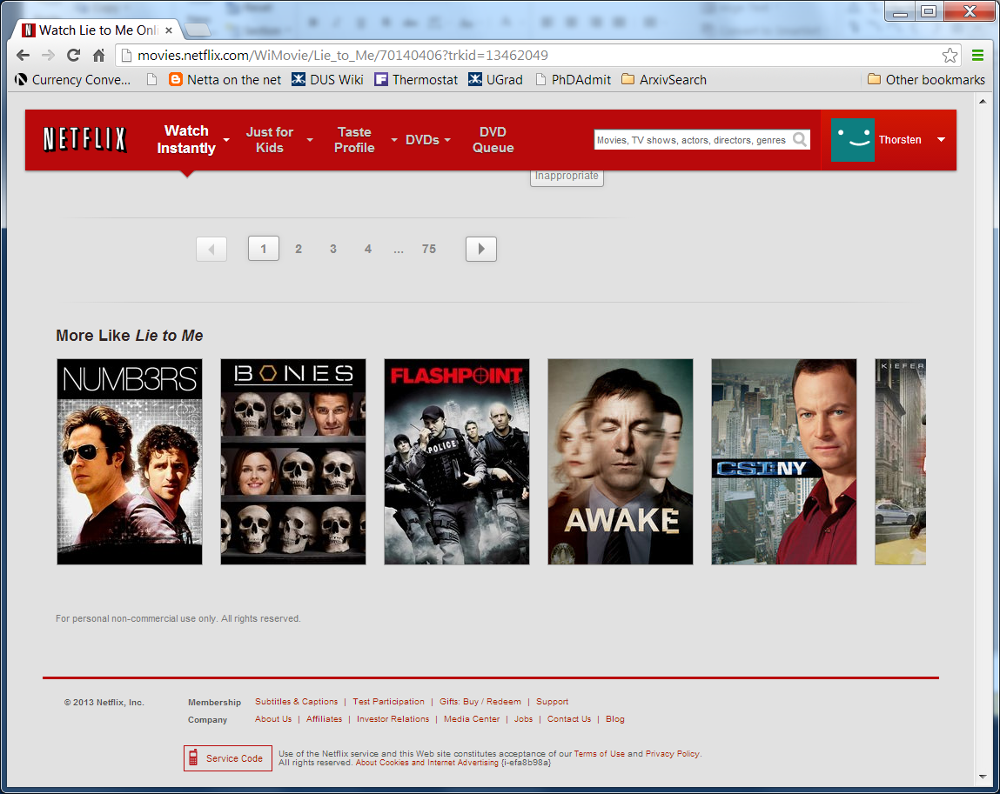 Watch Lie to Me Onli
movies.netflix.com/WiMovie/Lie_to_Me/70140406?trkid=13462049
Currency Conve... Netta on the net DUS Wiki Thermostat UGrad PhDAdmit ArxivSearch Other bookmarks
NETFLIX
Watch Instantly
Just for Kids
Taste Profile
DVDs
DVD Queue
Movies, TV shows, actors, directors, genres
Thorsten
Inappropriate
1 2 3 4 ... 75
More Like Lie to Me
NUMB3RS
BONES
FLASHPOINT
POLICE
AWAKE
CSI:NY
KIEFER
For personal non-commercial use only. All rights reserved.
© 2013 Netflix, Inc.
Membership Subtitles & Captions | Test Participation | Gifts: Buy / Redeem | Support
Company About Us | Affiliates | Investor Relations | Media Center | Jobs | Contact Us | Blog
Service Code
Use of the Netflix service and this Web site constitutes acceptance of our Terms of Use and Privacy Policy.
All rights reserved. About Cookies and Internet Advertising {i-efa8b98a}